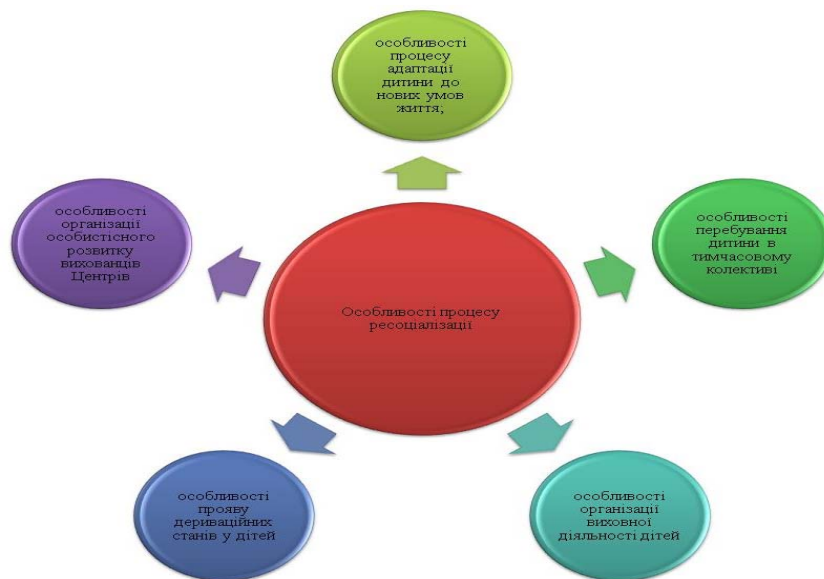 особливості
процесу
адаптації
дитини до
нових умов
життя;
особливості
організації
особистісного
розвитку
вихованців
Центрів
особливості
перебування
дитини в
тимчасовому
колективі
Особливості процесу
ресоціалізації
особливості
прояву
дериваційних
станів у дітей
особливості
організації
виховної
діяльності дітей